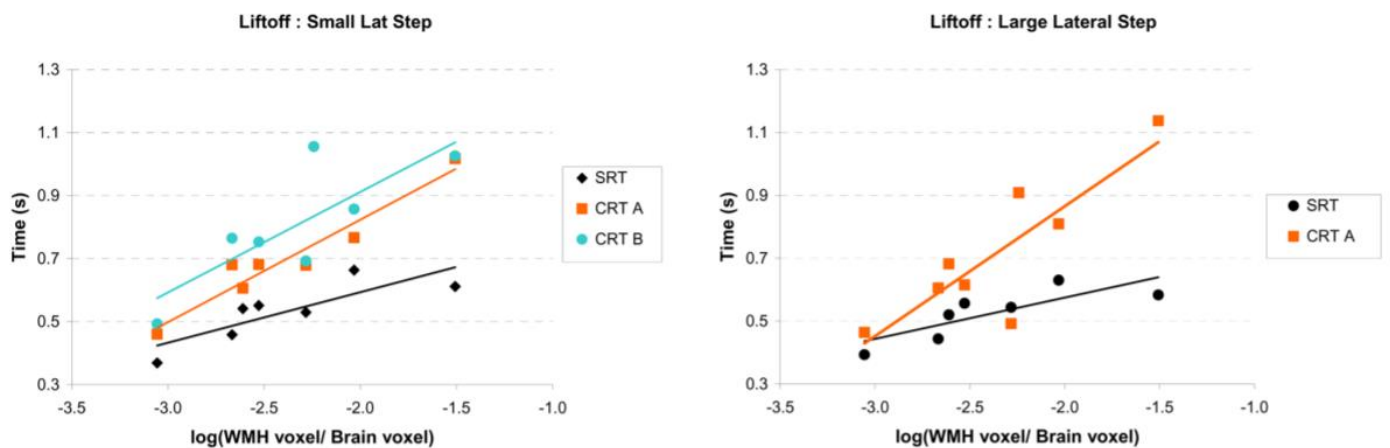 Liftoff : Small Lat Step
1.3
1.1
0.9
0.7
0.5
0.3
Time (s)
-3.5 -3.0 -2.5 -2.0 -1.5 -1.0
log(WMH voxel/ Brain voxel)
SRT
CRT A
CRT B
Liftoff : Large Lateral Step
1.3
1.1
0.9
0.7
0.5
0.3
Time (s)
-3.5 -3.0 -2.5 -2.0 -1.5 -1.0
log(WMH voxel/ Brain voxel)
SRT
CRT A